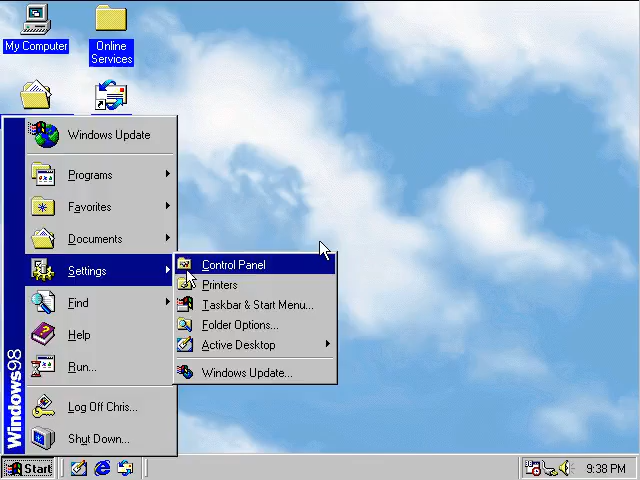 My Computer
Online
Services
Windows Update
Programs
Favorites
Documents
Settings
Find
Help
Run...
Log Off Chris...
Shut Down...
Windows98
Control Panel
Printers
Taskbar & Start Menu...
Folder Options...
Active Desktop
Windows Update...
Start
9:38 PM